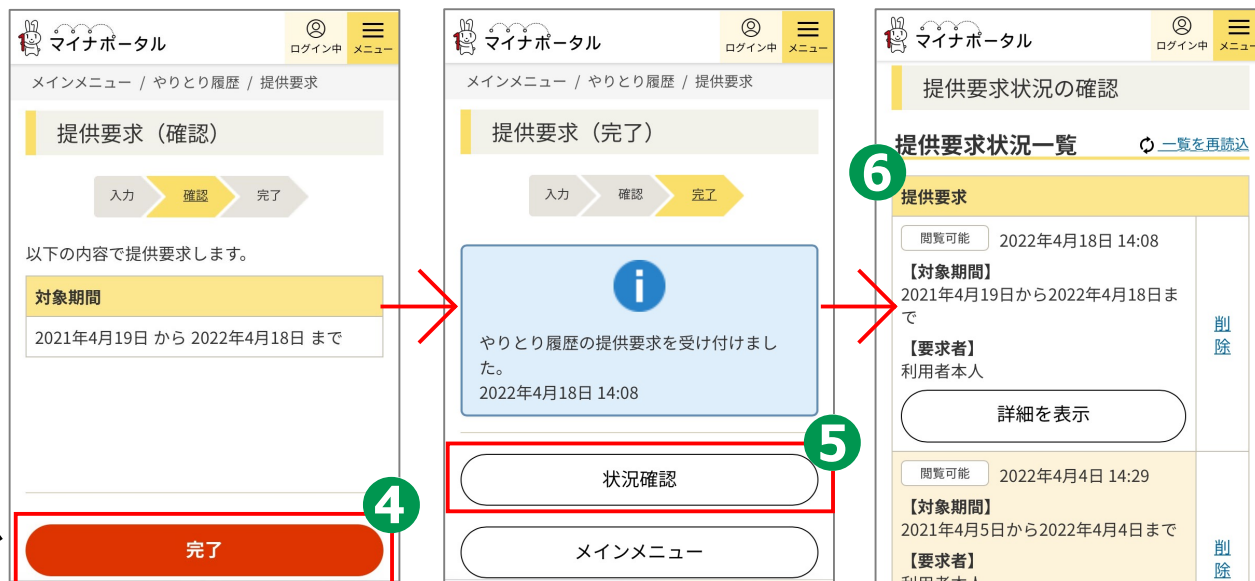 マイナポータル
ログイン中
メニュー
メインメニュー / やりとり履歴 / 提供要求
提供要求（確認）
入力
確認
完了
以下の内容で提供要求します。
対象期間
2021年4月19日 から 2022年4月18日 まで
4
完了
マイナポータル
ログイン中
メニュー
メインメニュー / やりとり履歴 / 提供要求
提供要求（完了）
入力
確認
完了
i
やりとり履歴の提供要求を受け付けまし
た。
2022年4月18日 14:08
5
状況確認
メインメニュー
マイナポータル
ログイン中
メニュー
提供要求状況の確認
6
提供要求状況一覧
一覧を再読込
提供要求
閲覧可能 2022年4月18日 14:08
【対象期間】
2021年4月19日から2022年4月18日ま
で
【要求者】
利用者本人
詳細を表示
削
除
閲覧可能 2022年4月4日 14:29
【対象期間】
2021年4月5日から2022年4月4日まで
【要求者】
利用者本人
削
除